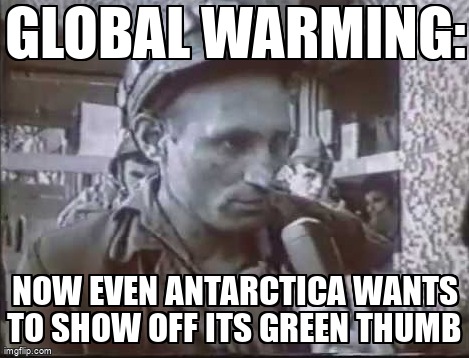 GLOBAL WARMING:
NOW EVEN ANTARCTICA WANTS
TO SHOW OFF ITS GREEN THUMB
imgflip.com